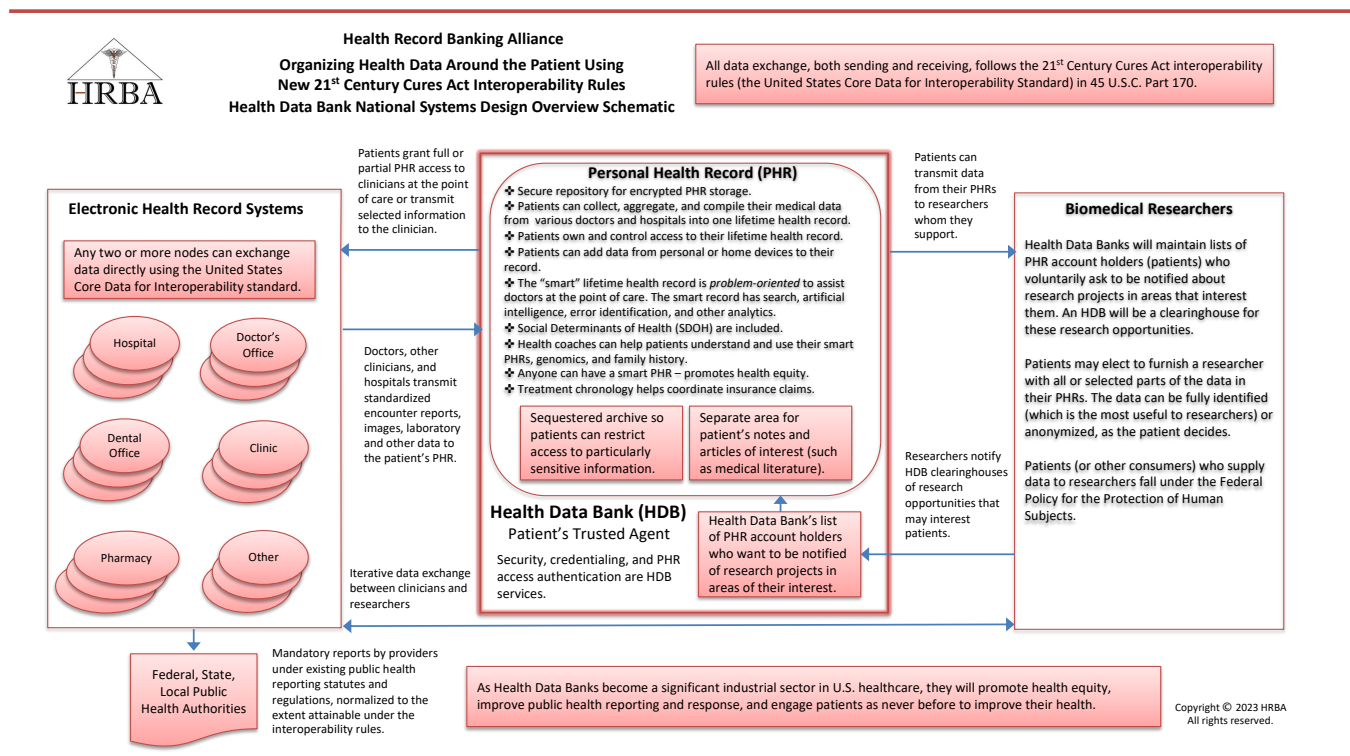 HRBA
Health Record Banking Alliance
Organizing Health Data Around the Patient Using
New 21st Century Cures Act Interoperability Rules
Health Data Bank National Systems Design Overview Schematic
All data exchange, both sending and receiving, follows the 21st Century Cures Act interoperability
rules (the United States Core Data for Interoperability Standard) in 45 U.S.C. Part 170.
Electronic Health Record Systems
Any two or more nodes can exchange
data directly using the United States
Core Data for Interoperability standard.
Hospital
Doctor's
Office
Dental
Office
Clinic
Pharmacy
Other
Patients grant full or
partial PHR access to
clinicians at the point
of care or transmit
selected information
to the clinician.
Doctors, other
clinicians, and
hospitals transmit
standardized
encounter reports,
images, laboratory
and other data to
the patient's PHR.
Iterative data exchange
between clinicians and
researchers
Personal Health Record (PHR)
❖ Secure repository for encrypted PHR storage.
❖ Patients can collect, aggregate, and compile their medical data
from various doctors and hospitals into one lifetime health record.
❖ Patients own and control access to their lifetime health record.
❖ Patients can add data from personal or home devices to their
record.
❖ The "smart" lifetime health record is problem-oriented to assist
doctors at the point of care. The smart record has search, artificial
intelligence, error identification, and other analytics.
❖ Social Determinants of Health (SDOH) are included.
❖ Health coaches can help patients understand and use their smart
PHRs, genomics, and family history.
❖ Anyone can have a smart PHR – promotes health equity.
❖ Treatment chronology helps coordinate insurance claims.
Sequestered archive so
patients can restrict
access to particularly
sensitive information.
Separate area for
patient's notes and
articles of interest (such
as medical literature).
Health Data Bank (HDB)
Patient's Trusted Agent
Security, credentialing, and PHR
access authentication are HDB
services.
Health Data Bank's list
of PHR account holders
who want to be notified
of research projects in
areas of their interest.
Patients can
transmit data
from their PHRs
to researchers
whom they
support.
Researchers notify
HDB clearinghouses
of research
opportunities that
may interest
patients.
Biomedical Researchers
Health Data Banks will maintain lists of
PHR account holders (patients) who
voluntarily ask to be notified about
research projects in areas that interest
them. An HDB will be a clearinghouse for
these research opportunities.
Patients may elect to furnish a researcher
with all or selected parts of the data in
their PHRs. The data can be fully identified
(which is the most useful to researchers) or
anonymized, as the patient decides.
Patients (or other consumers) who supply
data to researchers fall under the Federal
Policy for the Protection of Human
Subjects.
Federal, State,
Local Public
Health Authorities
Mandatory reports by providers
under existing public health
reporting statutes and
regulations, normalized to the
extent attainable under the
interoperability rules.
As Health Data Banks become a significant industrial sector in U.S. healthcare, they will promote health equity,
improve public health reporting and response, and engage patients as never before to improve their health.
Copyright © 2023 HRBA
All rights reserved.